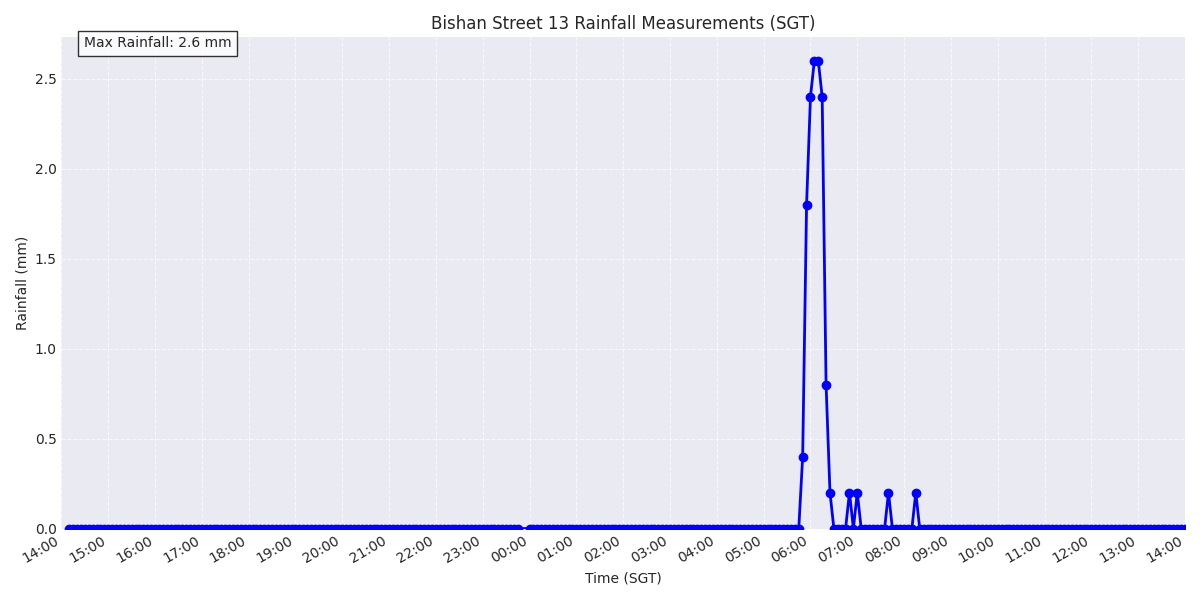 Bishan Street 13 Rainfall Measurements (SGT)
Max Rainfall: 2.6 mm
2.5
2.0
1.5
1.0
0.5
0.0
Rainfall (mm)
14:00 15:00 16:00 17:00 18:00 19:00 20:00 21:00 22:00 23:00 00:00 01:00 02:00 03:00 04:00 05:00 06:00 07:00 08:00 09:00 10:00 11:00 12:00 13:00 14:00
Time (SGT)